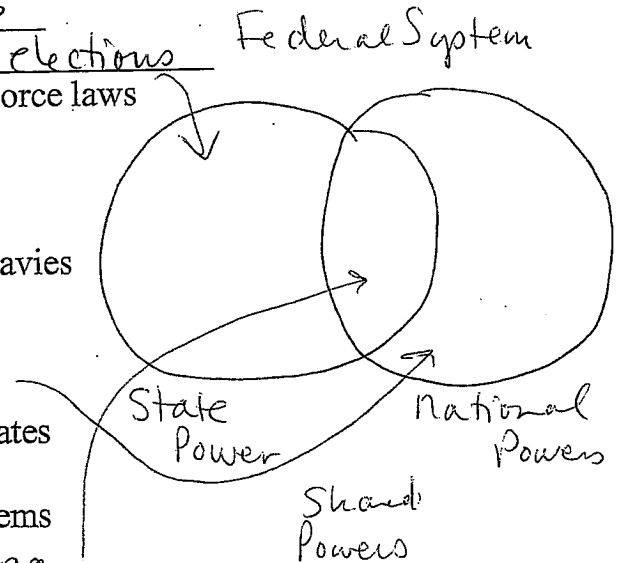 elections
Federal System
orce laws
avies
State
Power
National
Powers
ates
Shared
Powers
ems